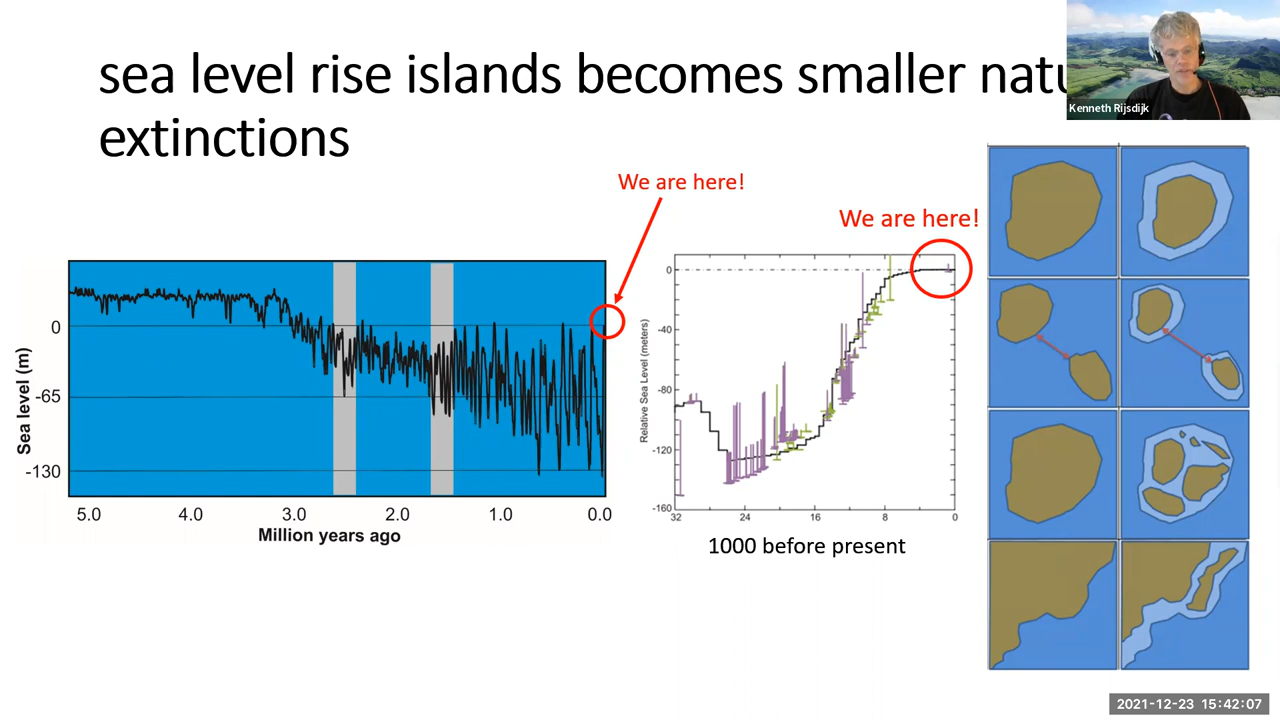 sea level rise islands becomes smaller natu
extinctions
Kenneth Rijsdijk
We are here!
We are here!
Sea level (m)
0
-65
-130
5.0 4.0 3.0 2.0 1.0 0.0
Million years ago
Relative Sea Level (meters)
0
-40
-80
-120
-160
32 24 16 8 0
1000 before present
2021-12-23 15:42:07